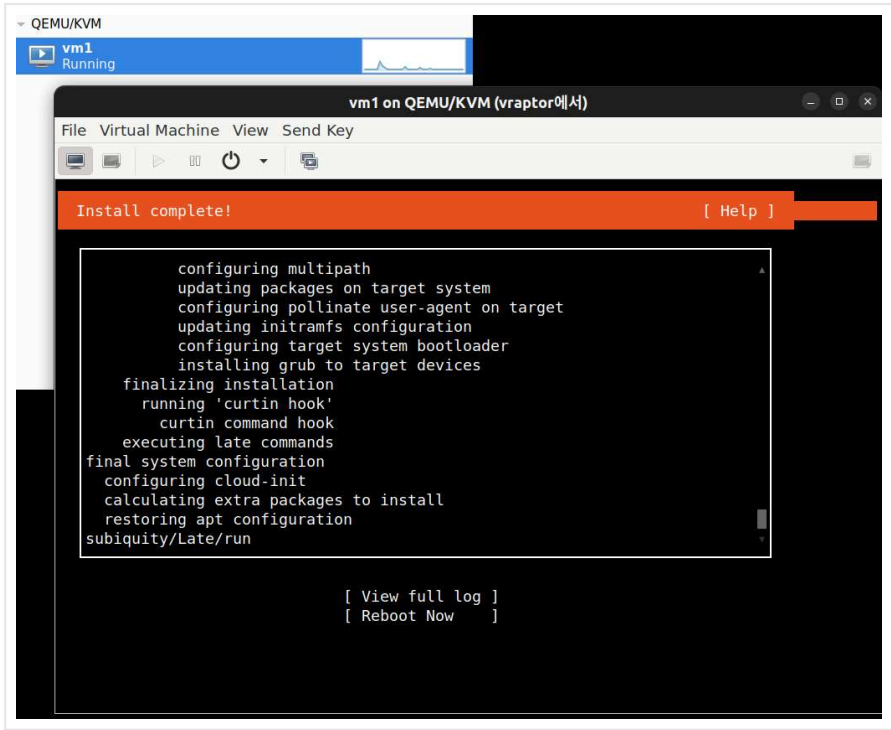 QEMU/KVM
vm1
Running
vm1 on QEMU/KVM (vraptor에서)
File Virtual Machine View Send Key
Install complete! [ Help ]
configuring multipath
updating packages on target system
configuring pollinate user-agent on target
updating initramfs configuration
configuring target system bootloader
installing grub to target devices
finalizing installation
running 'curtin hook'
curtin command hook
executing late commands
final system configuration
configuring cloud-init
calculating extra packages to install
restoring apt configuration
subiquity/Late/run
[ View full log ]
[ Reboot Now ]